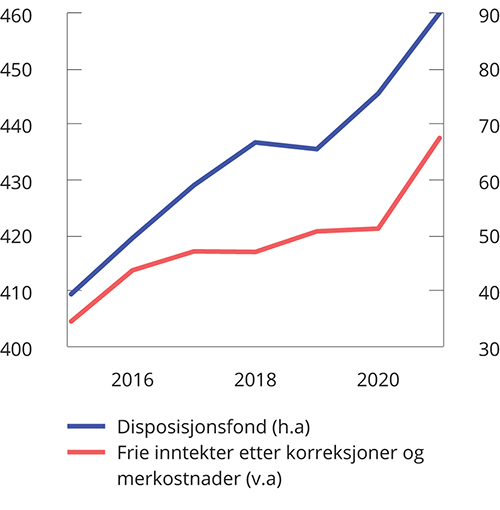 460 90
450 80
440 70
430 60
420 50
410 40
400 30
2016 2018 2020
Disposisjonsfond (h.a)
Frie inntekter etter korreksjoner og
merkostnader (v.a)